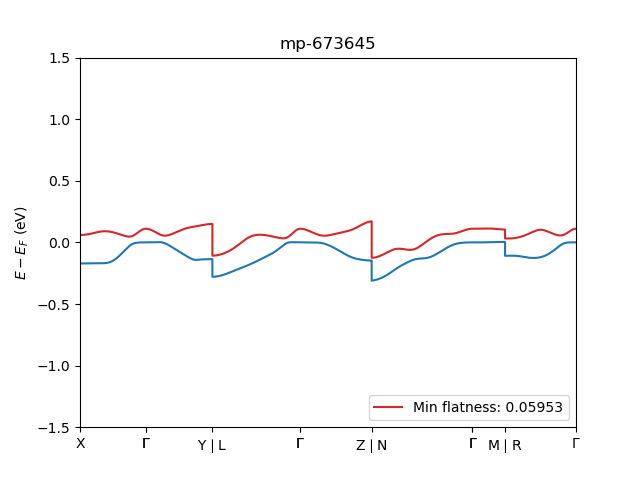 mp-673645
1.5
1.0
0.5
0.0
−0.5
−1.0
−1.5
E − E_F (eV)
Min flatness: 0.05953
X Γ Y | L Γ Z | N Γ M | R Γ